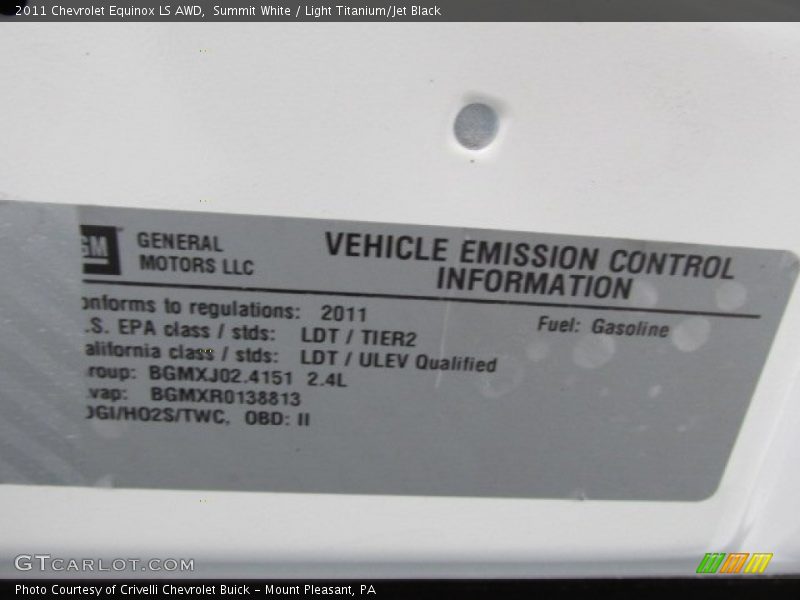 2011 Chevrolet Equinox LS AWD, Summit White / Light Titanium/Jet Black
GM GENERAL
MOTORS LLC
VEHICLE EMISSION CONTROL
INFORMATION
onforms to regulations: 2011
Fuel: Gasoline
.S. EPA class / stds: LDT / TIER2
alifornia class / stds: LDT / ULEV Qualified
roup: BGMXJ02.4151 2.4L
vap: BGMXR0138813
DGI/HO2S/TWC, OBD: II
GTCARLOT.COM
Photo Courtesy of Crivelli Chevrolet Buick - Mount Pleasant, PA